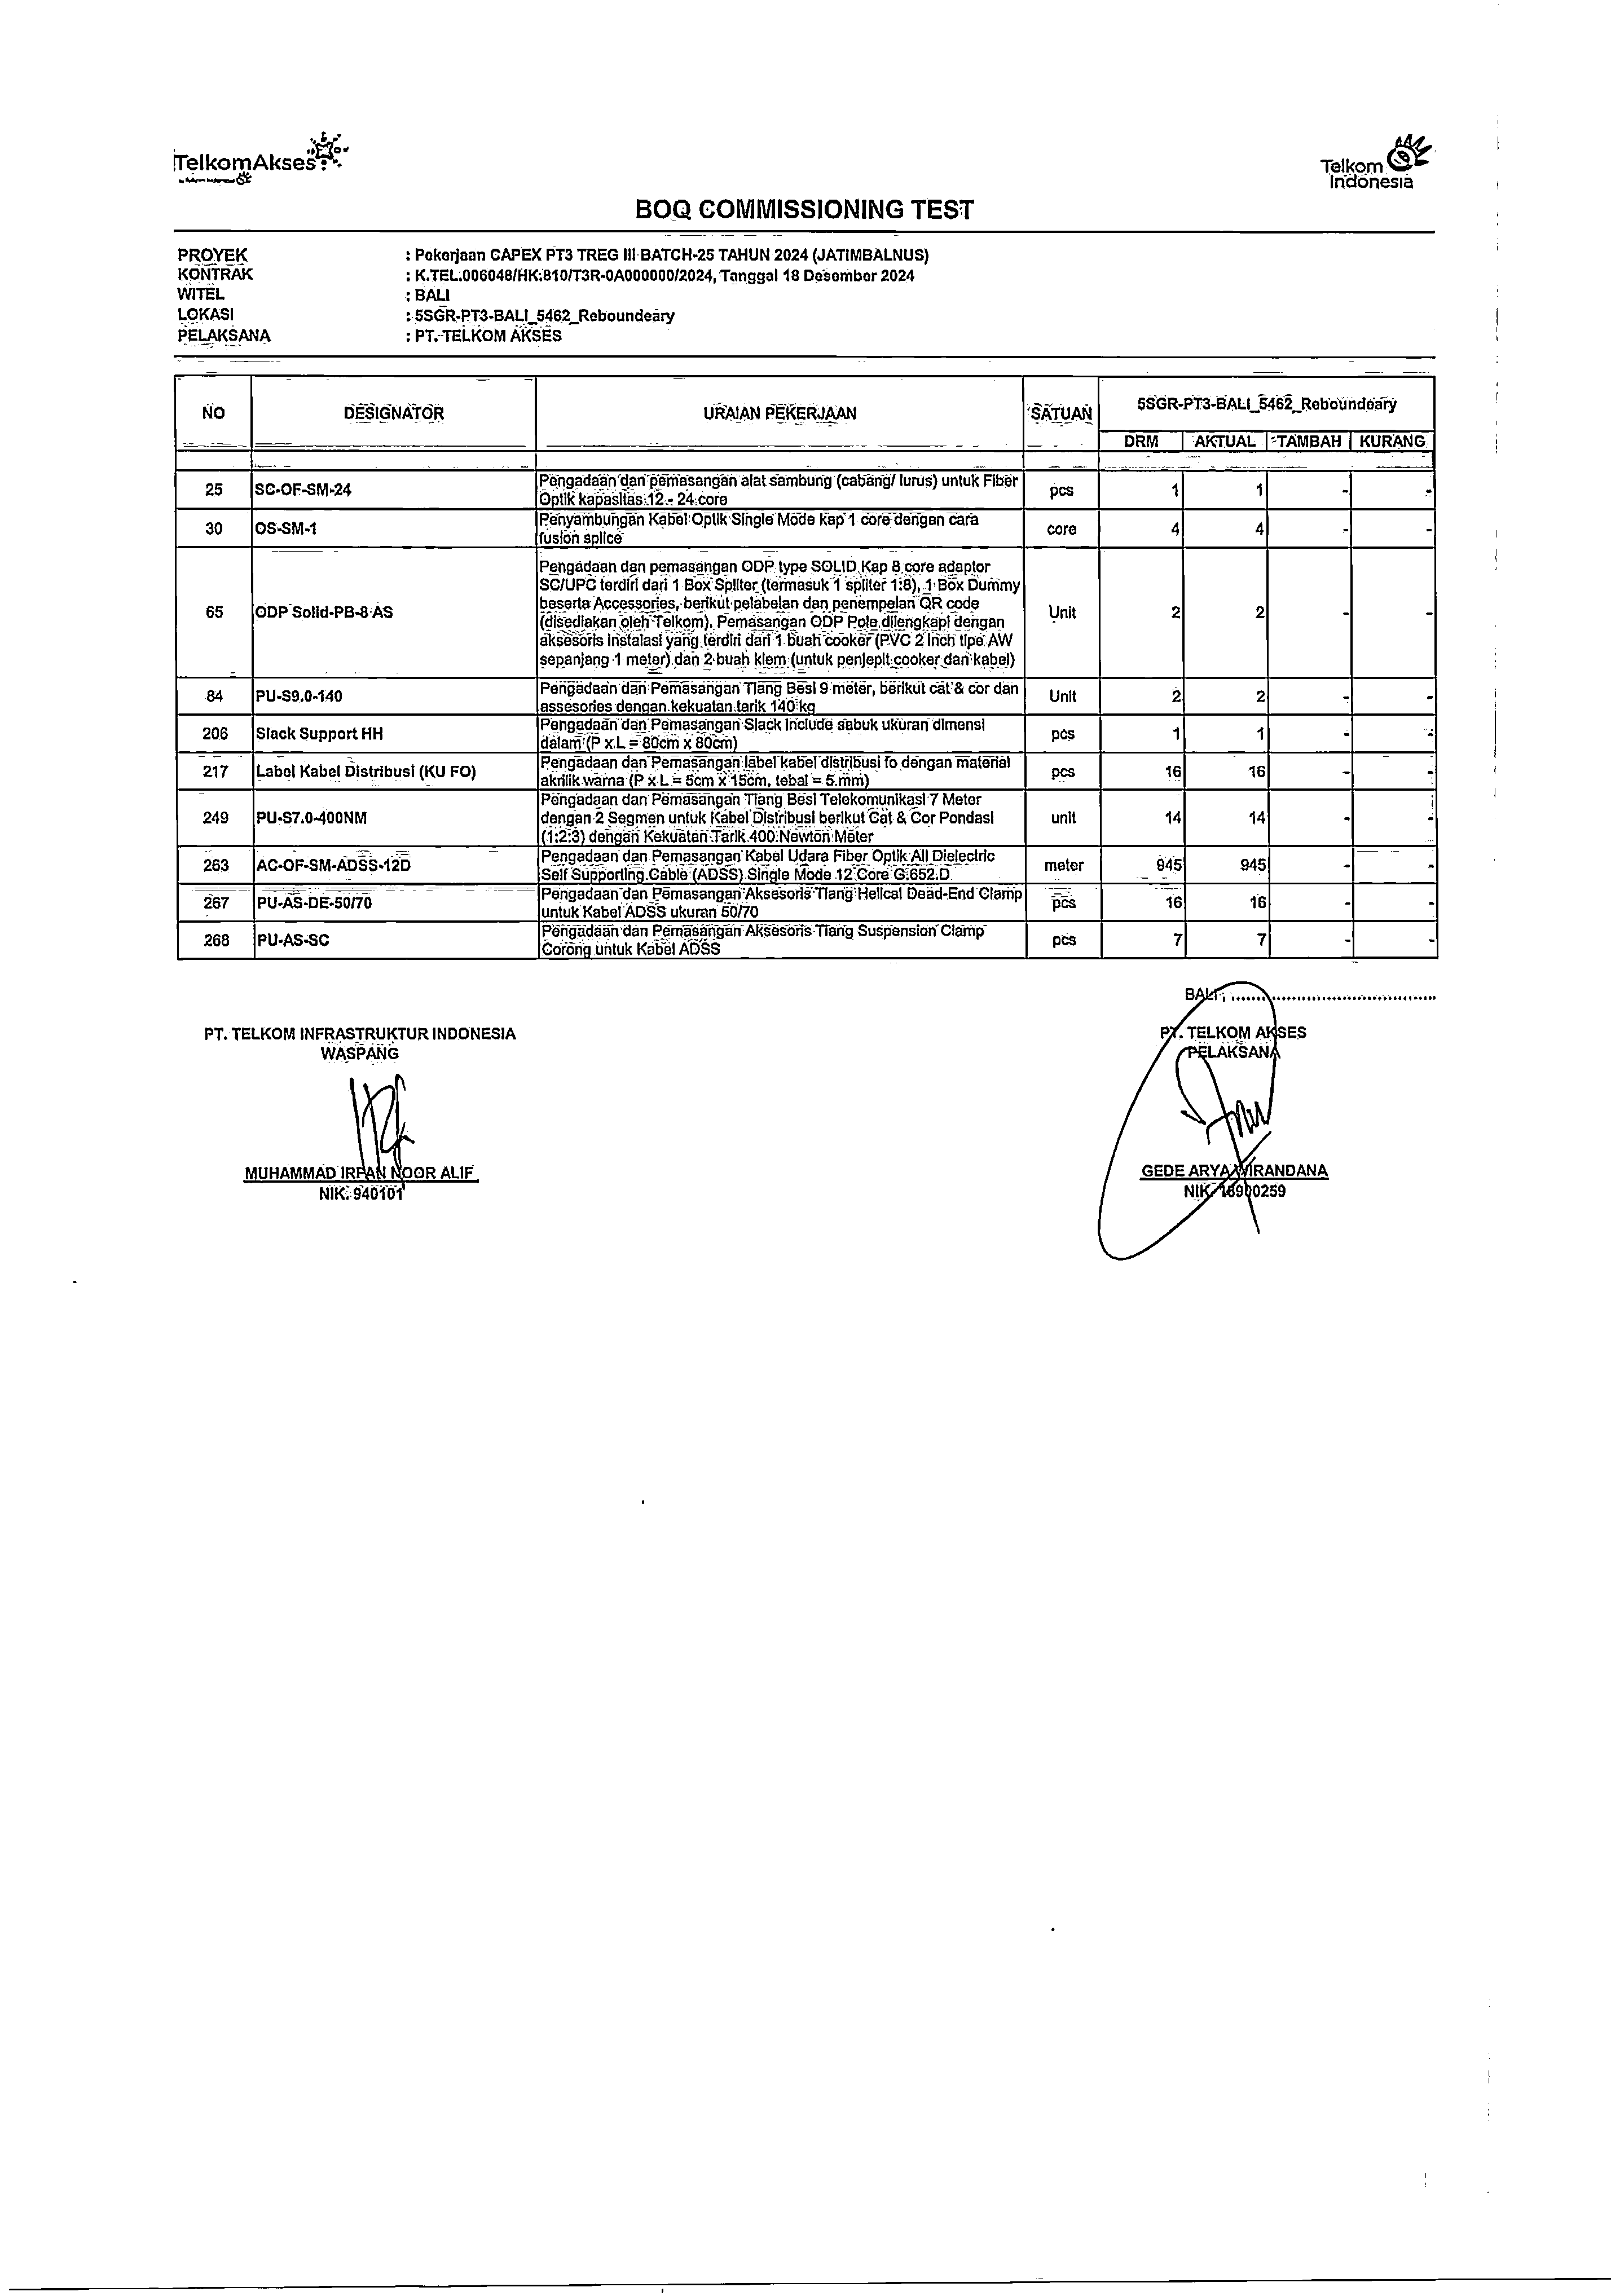 TelkomAkses
Telkom
Indonesia
BOQ COMMISSIONING TEST
PROYEK : Pekerjaan CAPEX PT3 TREG III BATCH-25 TAHUN 2024 (JATIMBALNUS)
KONTRAK : K.TEL.006048/HK.810/T3R-0A000000/2024, Tanggal 18 Desember 2024
WITEL : BALI
LOKASI : 5SGR-PT3-BALI_5462_Reboundeary
PELAKSANA : PT. TELKOM AKSES
NO DESIGNATOR URAIAN PEKERJAAN SATUAN 5SGR-PT3-BALI_5462_Reboundeary
DRM AKTUAL TAMBAH KURANG
25 SC-OF-SM-24 Pengadaan dan pemasangan alat sambung (cabang/ lurus) untuk Fiber pcs 1 1 - -
Optik kapasitas 12 - 24 core
30 OS-SM-1 Penyambungan Kabel Optik Single Mode kap 1 core dengan cara core 4 4 - -
fusion splice
65 ODP Solid-PB-8 AS Pengadaan dan pemasangan ODP type SOLID Kap 8 core adaptor Unit 2 2 - -
SC/UPC terdiri dari 1 Box Spliter (termasuk 1 spliter 1:8), 1 Box Dummy
beserta Accessories, berikut pelabelan dan penempelan QR code
(disediakan oleh Telkom), Pemasangan ODP Pole dilengkapi dengan
aksesoris instalasi yang terdiri dari 1 buah cooker (PVC 2 inch tipe AW
sepanjang 1 meter) dan 2 buah klem (untuk penjepit cooker dan kabel)
84 PU-S9.0-140 Pengadaan dan Pemasangan Tiang Besi 9 meter, berikut cat & cor dan Unit 2 2 - -
assesories dengan kekuatan tarik 140 kg
206 Slack Support HH Pengadaan dan Pemasangan Slack include sabuk ukuran dimensi pcs 1 1 - -
dalam (P x L = 80cm x 80cm)
217 Label Kabel Distribusi (KU FO) Pengadaan dan Pemasangan label kabel distribusi fo dengan material pcs 16 16 - -
akrilik warna (P x L = 5cm x 15cm, tebal = 5 mm)
249 PU-S7.0-400NM Pengadaan dan Pemasangan Tiang Besi Telekomunikasi 7 Meter unit 14 14 - -
dengan 2 Segmen untuk Kabel Distribusi berikut Cat & Cor Pondasi
(1:2:3) dengan Kekuatan Tarik 400 Newton Meter
263 AC-OF-SM-ADSS-12D Pengadaan dan Pemasangan Kabel Udara Fiber Optik All Dielectric meter 945 945 - -
Self Supporting Cable (ADSS) Single Mode 12 Core G.652.D
267 PU-AS-DE-50/70 Pengadaan dan Pemasangan Aksesoris Tiang Helical Dead-End Clamp pcs 16 16 - -
untuk Kabel ADSS ukuran 50/70
268 PU-AS-SC Pengadaan dan Pemasangan Aksesoris Tiang Suspension Clamp pcs 7 7 - -
Corong untuk Kabel ADSS
BALI, ................................................
PT. TELKOM INFRASTRUKTUR INDONESIA
WASPANG
PT. TELKOM AKSES
PELAKSANA
MUHAMMAD IRFAN NOOR ALIF
NIK. 940101
GEDE ARYA WIRANDANA
NIK. 18900259